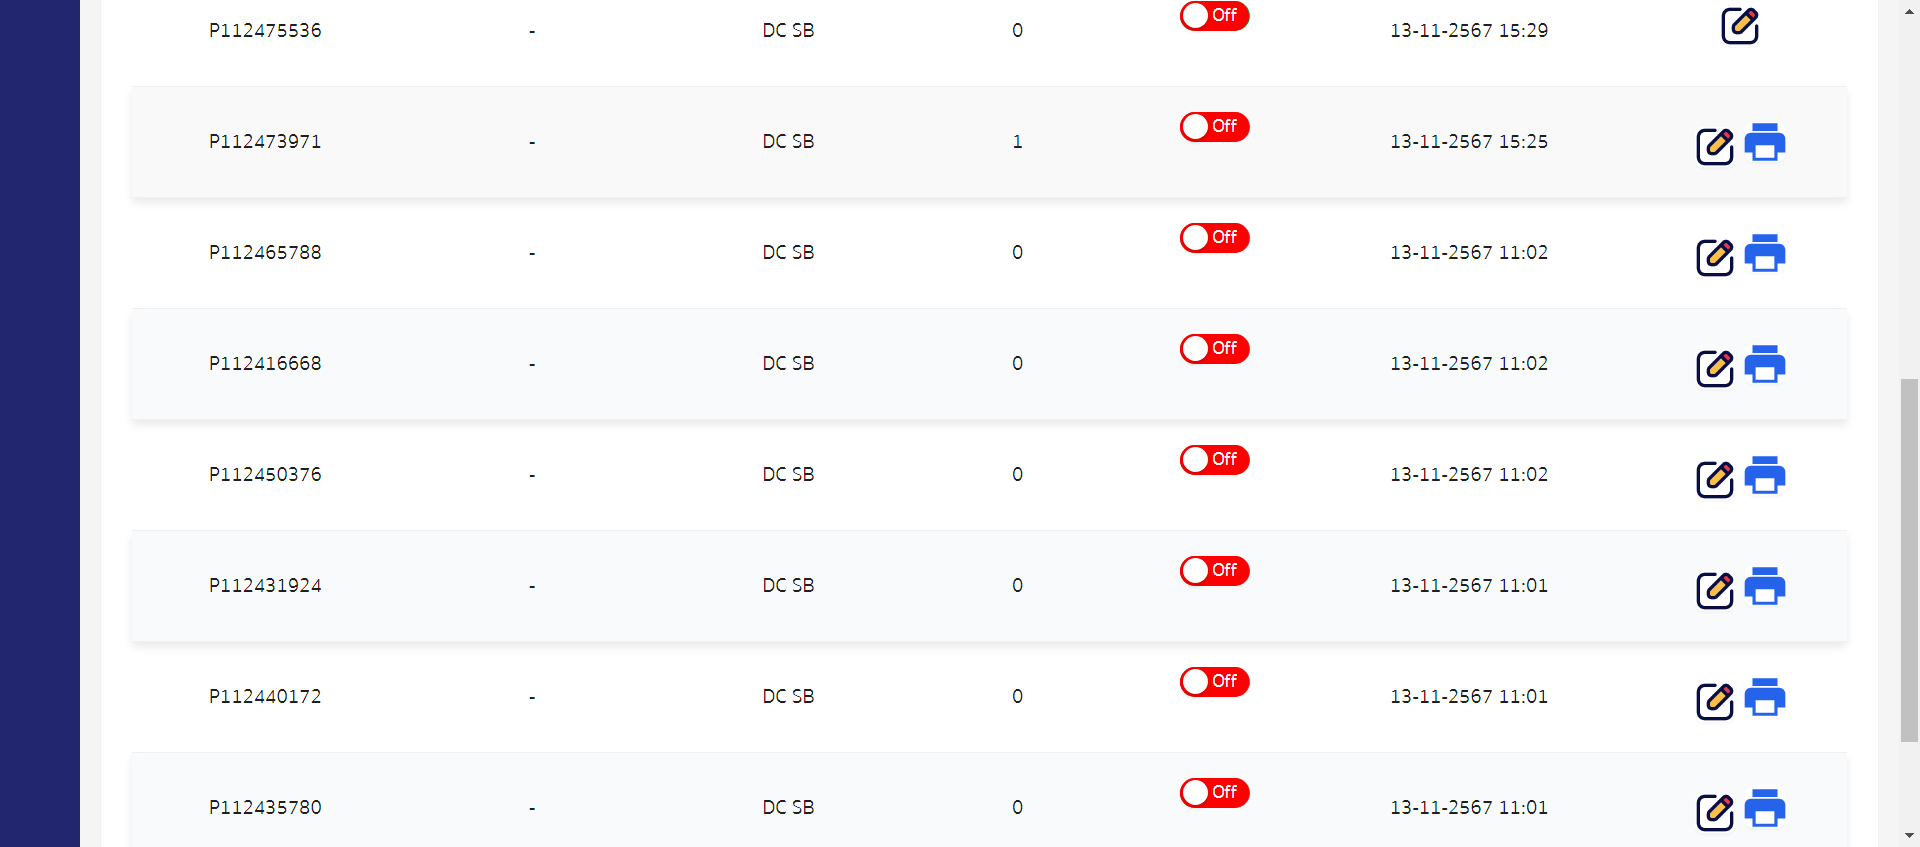 P112475536 - DC SB 0 Off 13-11-2567 15:29
P112473971 - DC SB 1 Off 13-11-2567 15:25
P112465788 - DC SB 0 Off 13-11-2567 11:02
P112416668 - DC SB 0 Off 13-11-2567 11:02
P112450376 - DC SB 0 Off 13-11-2567 11:02
P112431924 - DC SB 0 Off 13-11-2567 11:01
P112440172 - DC SB 0 Off 13-11-2567 11:01
P112435780 - DC SB 0 Off 13-11-2567 11:01